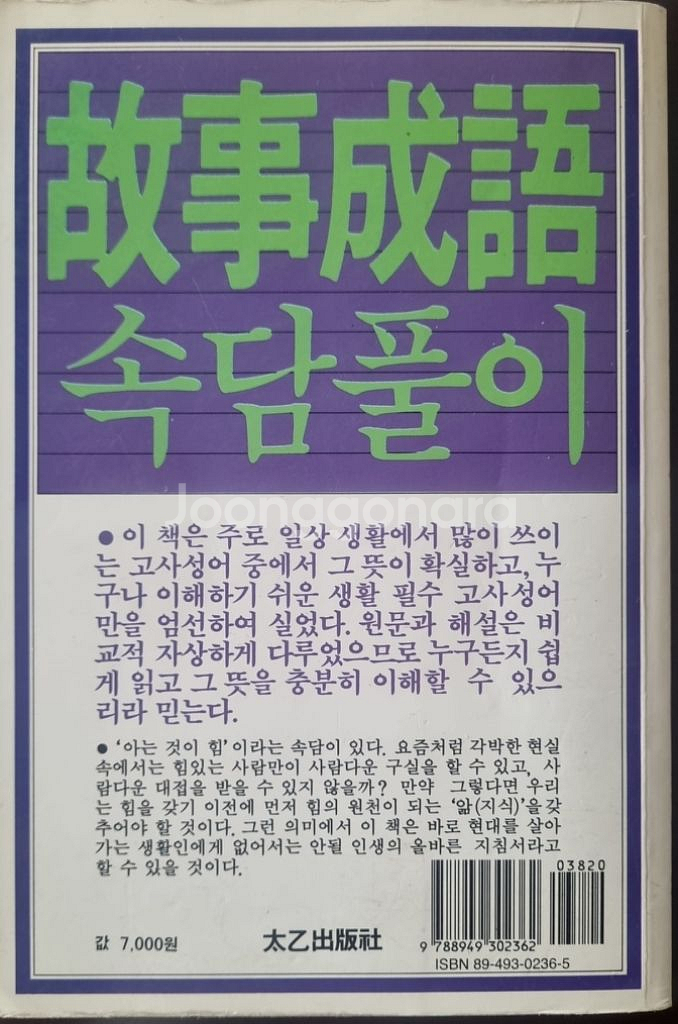 故事成語
속담풀이
Joonggonara
● 이 책은 주로 일상 생활에서 많이 쓰이
는 고사성어 중에서 그 뜻이 확실하고, 누
구나 이해하기 쉬운 생활 필수 고사성어
만을 엄선하여 실었다. 원문과 해설은 비
교적 자상하게 다루었으므로 누구든지 쉽
게 읽고 그 뜻을 충분히 이해할 수 있으
리라 믿는다.
● ‘아는 것이 힘’이라는 속담이 있다. 요즘처럼 각박한 현실
속에서는 힘있는 사람만이 사람다운 구실을 할 수 있고, 사
람다운 대접을 받을 수 있지 않을까? 만약 그렇다면 우리
는 힘을 갖기 이전에 먼저 힘의 원천이 되는 ‘앎(지식)’을갖
추어야 할 것이다. 그런 의미에서 이 책은 바로 현대를 살아
가는 생활인에게 없어서는 안될 인생의 올바른 지침서라고
할 수 있을 것이다.
03820
값 7,000원
太乙出版社
9 788949 302362
ISBN 89-493-0236-5